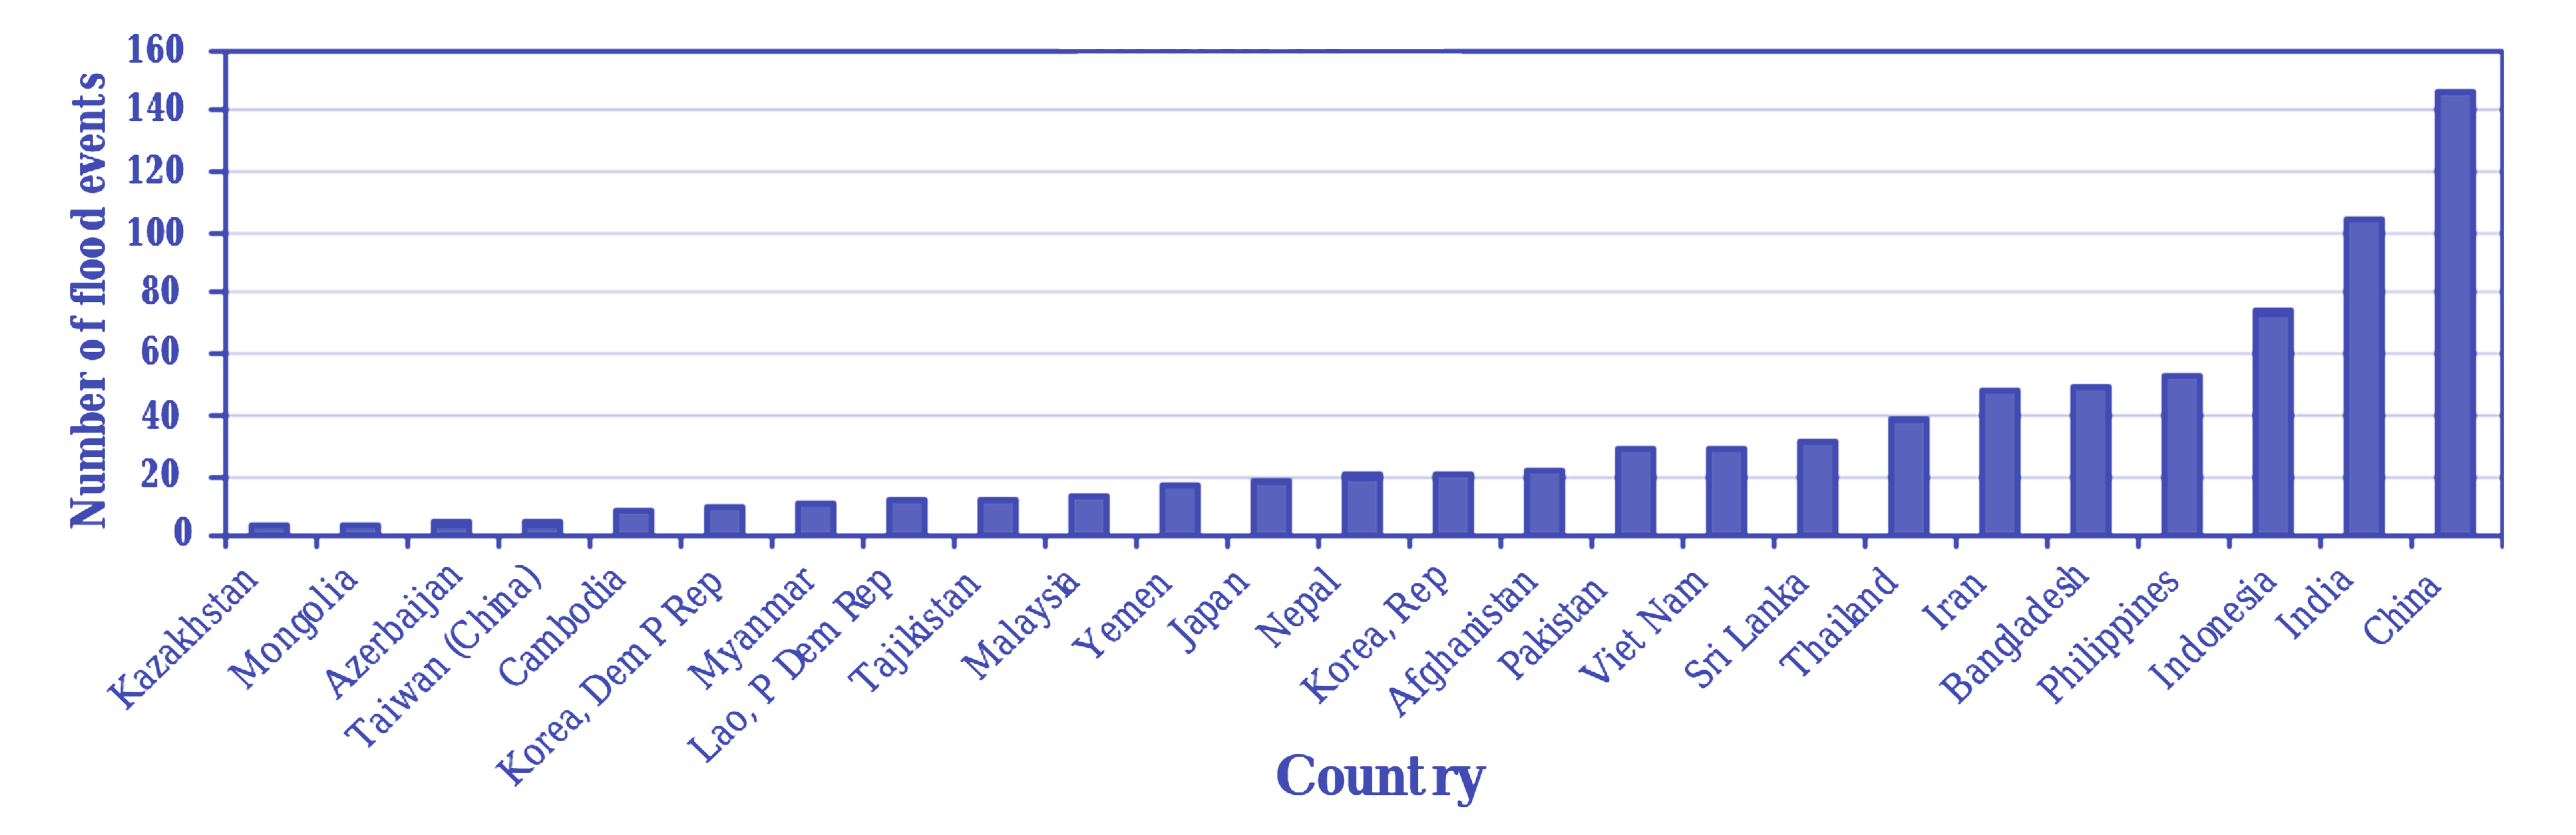 Number of flood events
160
140
120
100
80
60
40
20
0
Kazakhstan
Mongolia
Azerbaijan
Taiwan (China)
Cambodia
Korea, Dem P Rep
Myanmar
Lao, P Dem Rep
Tajikistan
Malaysia
Yemen
Japan
Nepal
Korea, Rep
Afghanistan
Pakistan
Viet Nam
Sri Lanka
Thailand
Iran
Bangladesh
Philippines
Indonesia
India
China
Country